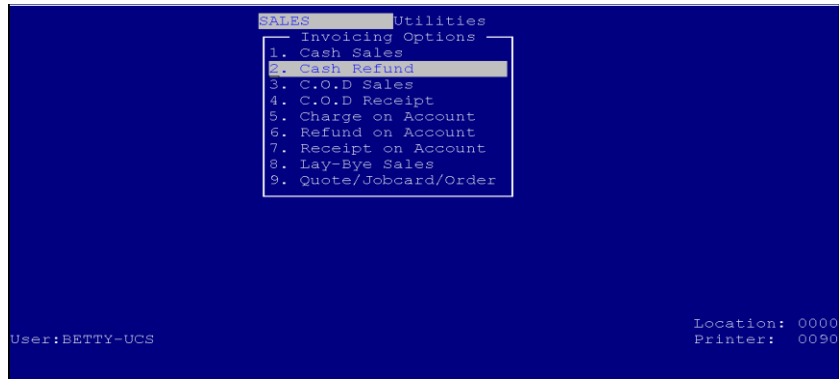 SALES Utilities
Invoicing Options
1. Cash Sales
2. Cash Refund
3. C.O.D Sales
4. C.O.D Receipt
5. Charge on Account
6. Refund on Account
7. Receipt on Account
8. Lay-Bye Sales
9. Quote/Jobcard/Order
Location: 0000
User:BETTY-UCS Printer: 0090